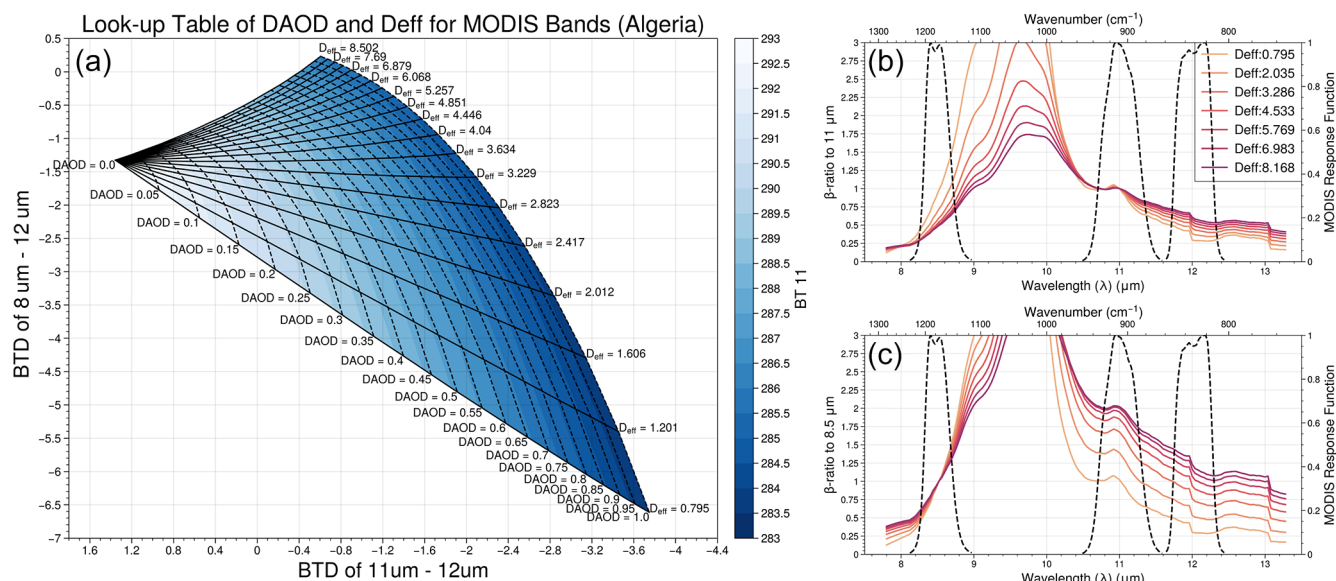 Look-up Table of DAOD and Deff for MODIS Bands (Algeria)
(a)
BTD of 8 um - 12 um
0.5
0
−0.5
−1
−1.5
−2
−2.5
−3
−3.5
−4
−4.5
−5
−5.5
−6
−6.5
−7
1.6 1.2 0.8 0.4 0 −0.4 −0.8 −1.2 −1.6 −2 −2.4 −2.8 −3.2 −3.6 −4 −4.4
BTD of 11um - 12um
Deff = 8.502
Deff = 7.69
Deff = 6.879
Deff = 6.068
Deff = 5.257
Deff = 4.851
Deff = 4.446
Deff = 4.04
Deff = 3.634
Deff = 3.229
Deff = 2.823
Deff = 2.417
Deff = 2.012
Deff = 1.606
Deff = 1.201
Deff = 0.795
DAOD = 0.0
DAOD = 0.05
DAOD = 0.1
DAOD = 0.15
DAOD = 0.2
DAOD = 0.25
DAOD = 0.3
DAOD = 0.35
DAOD = 0.4
DAOD = 0.45
DAOD = 0.5
DAOD = 0.55
DAOD = 0.6
DAOD = 0.65
DAOD = 0.7
DAOD = 0.75
DAOD = 0.8
DAOD = 0.85
DAOD = 0.9
DAOD = 0.95
DAOD = 1.0
293
292.5
292
291.5
291
290.5
290
289.5
289
288.5
288
287.5
287
286.5
286
285.5
285
284.5
284
283.5
283
BT 11
Wavenumber (cm⁻¹)
1300 1200 1100 1000 900 800
(b)
β-ratio to 11 μm
3
2.75
2.5
2.25
2
1.75
1.5
1.25
1
0.75
0.5
0.25
0
Deff:0.795
Deff:2.035
Deff:3.286
Deff:4.533
Deff:5.769
Deff:6.983
Deff:8.168
1
0.8
0.6
0.4
0.2
0
MODIS Response Function
8 9 10 11 12 13
Wavelength (λ) (μm)
Wavenumber (cm⁻¹)
1300 1200 1100 1000 900 800
(c)
β-ratio to 8.5 μm
3
2.75
2.5
2.25
2
1.75
1.5
1.25
1
0.75
0.5
0.25
0
1
0.8
0.6
0.4
0.2
0
MODIS Response Function
8 9 10 11 12 13
Wavelength (λ) (μm)